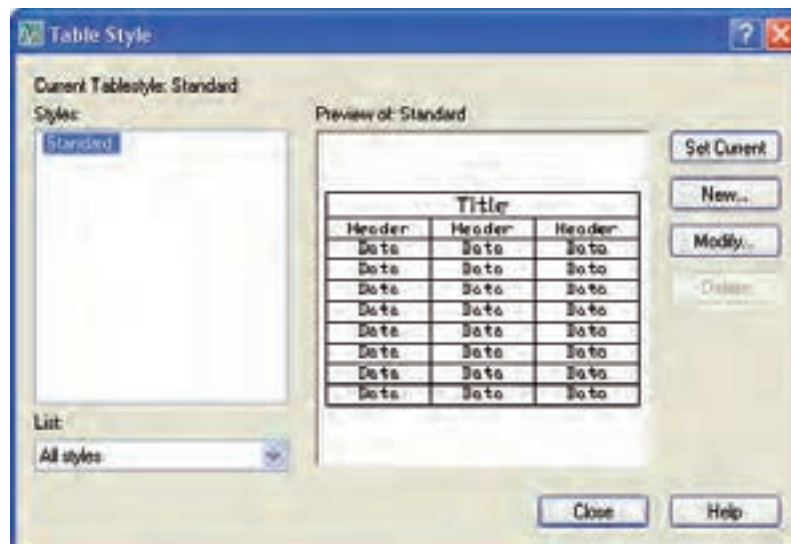 Table Style
Current Tablestyle: Standard
Styles:
Standard
List:
All styles
Preview of: Standard
Title
Header Header Header
Data Data Data
Data Data Data
Data Data Data
Data Data Data
Data Data Data
Data Data Data
Data Data Data
Data Data Data
Set Current
New...
Modify...
Delete
Close Help